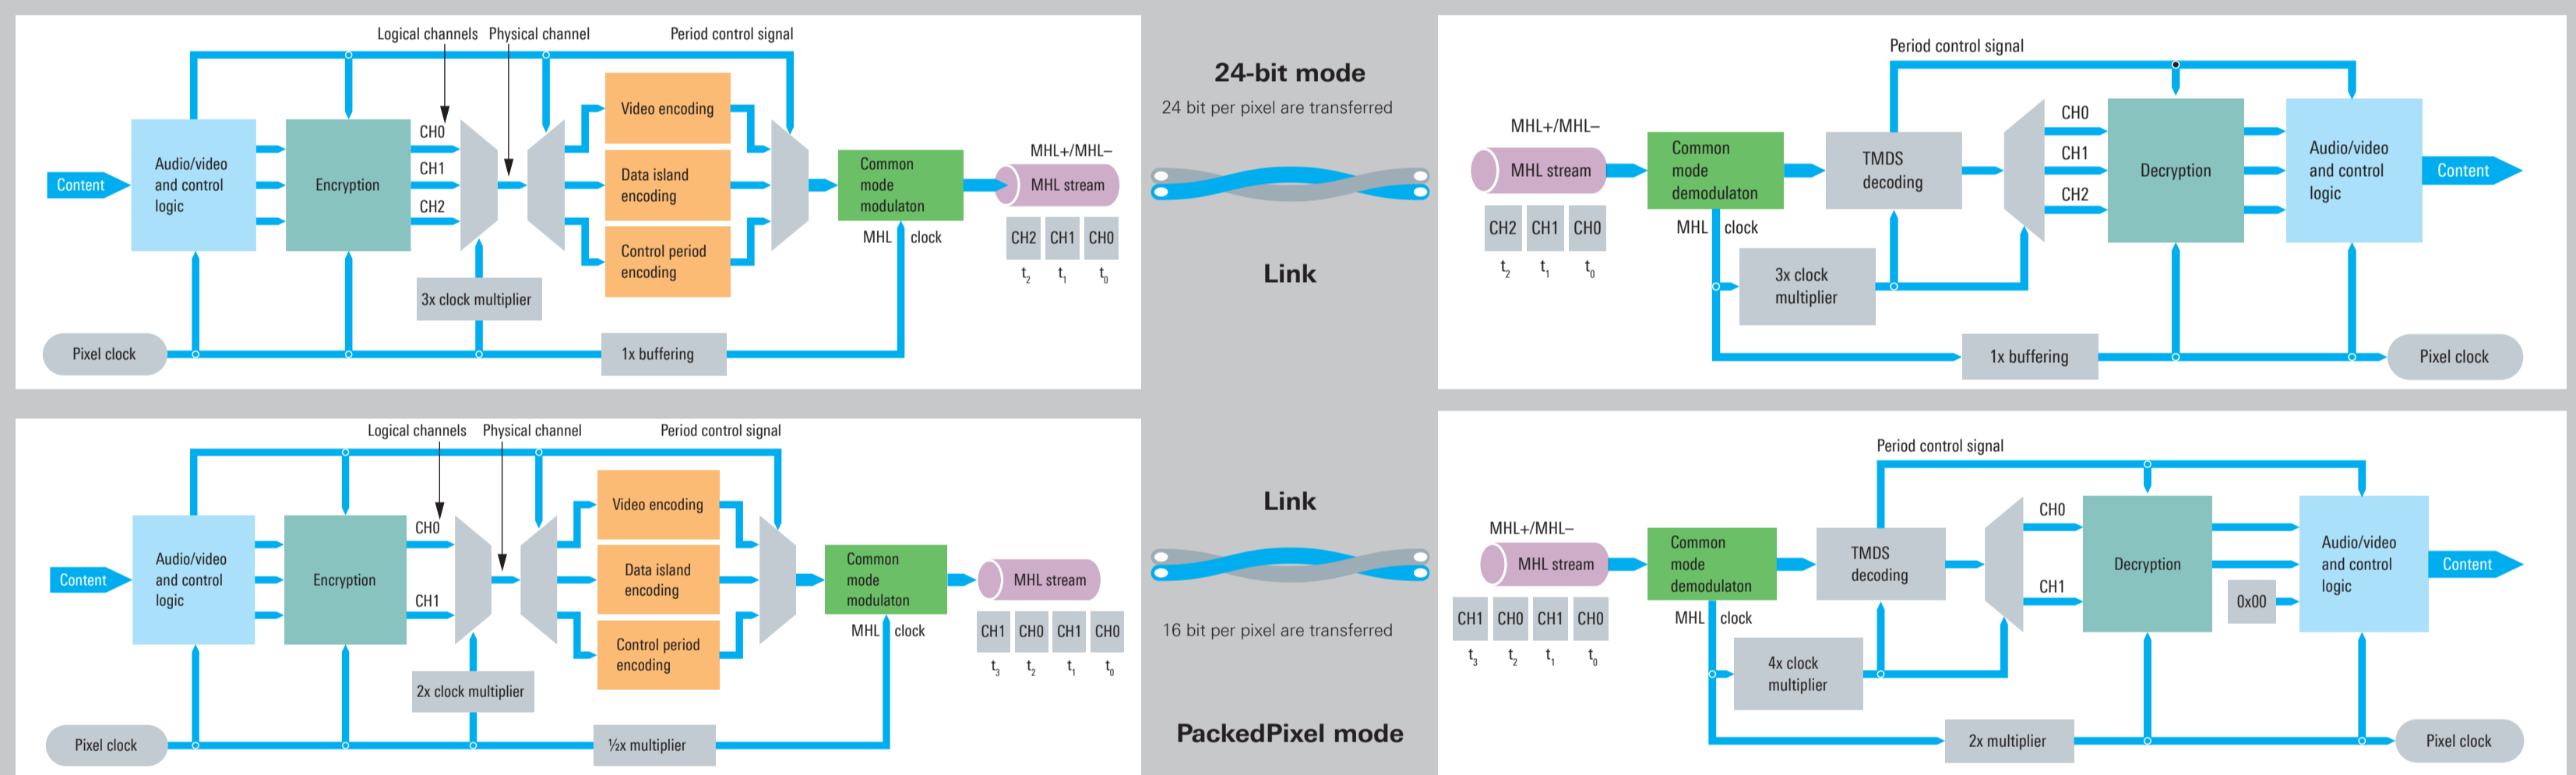 Logical channels
Physical channel
Period control signal
Content
Audio/video
and control
logic
Encryption
CH0
CH1
CH2
3x clock multiplier
Video encoding
Data island
encoding
Control period
encoding
Common
mode
modulaton
MHL clock
MHL+/MHL–
MHL stream
CH2 CH1 CH0
t2 t1 t0
Pixel clock
1x buffering
24-bit mode
24 bit per pixel are transferred
Link
Period control signal
MHL+/MHL–
MHL stream
CH2 CH1 CH0
t2 t1 t0
Common
mode
demodulaton
MHL clock
TMDS
decoding
3x clock
multiplier
CH0
CH1
CH2
Decryption
Audio/video
and control
logic
Content
1x buffering
Pixel clock
Logical channels
Physical channel
Period control signal
Content
Audio/video
and control
logic
Encryption
CH0
CH1
2x clock multiplier
Video encoding
Data island
encoding
Control period
encoding
Common
mode
modulaton
MHL clock
MHL stream
CH1 CH0 CH1 CH0
t3 t2 t1 t0
Pixel clock
½x multiplier
Link
16 bit per pixel are transferred
PackedPixel mode
Period control signal
MHL+/MHL–
MHL stream
CH1 CH0 CH1 CH0
t3 t2 t1 t0
Common
mode
demodulaton
MHL clock
TMDS
decoding
4x clock
multiplier
CH0
CH1
Decryption
0x00
Audio/video
and control
logic
Content
2x multiplier
Pixel clock